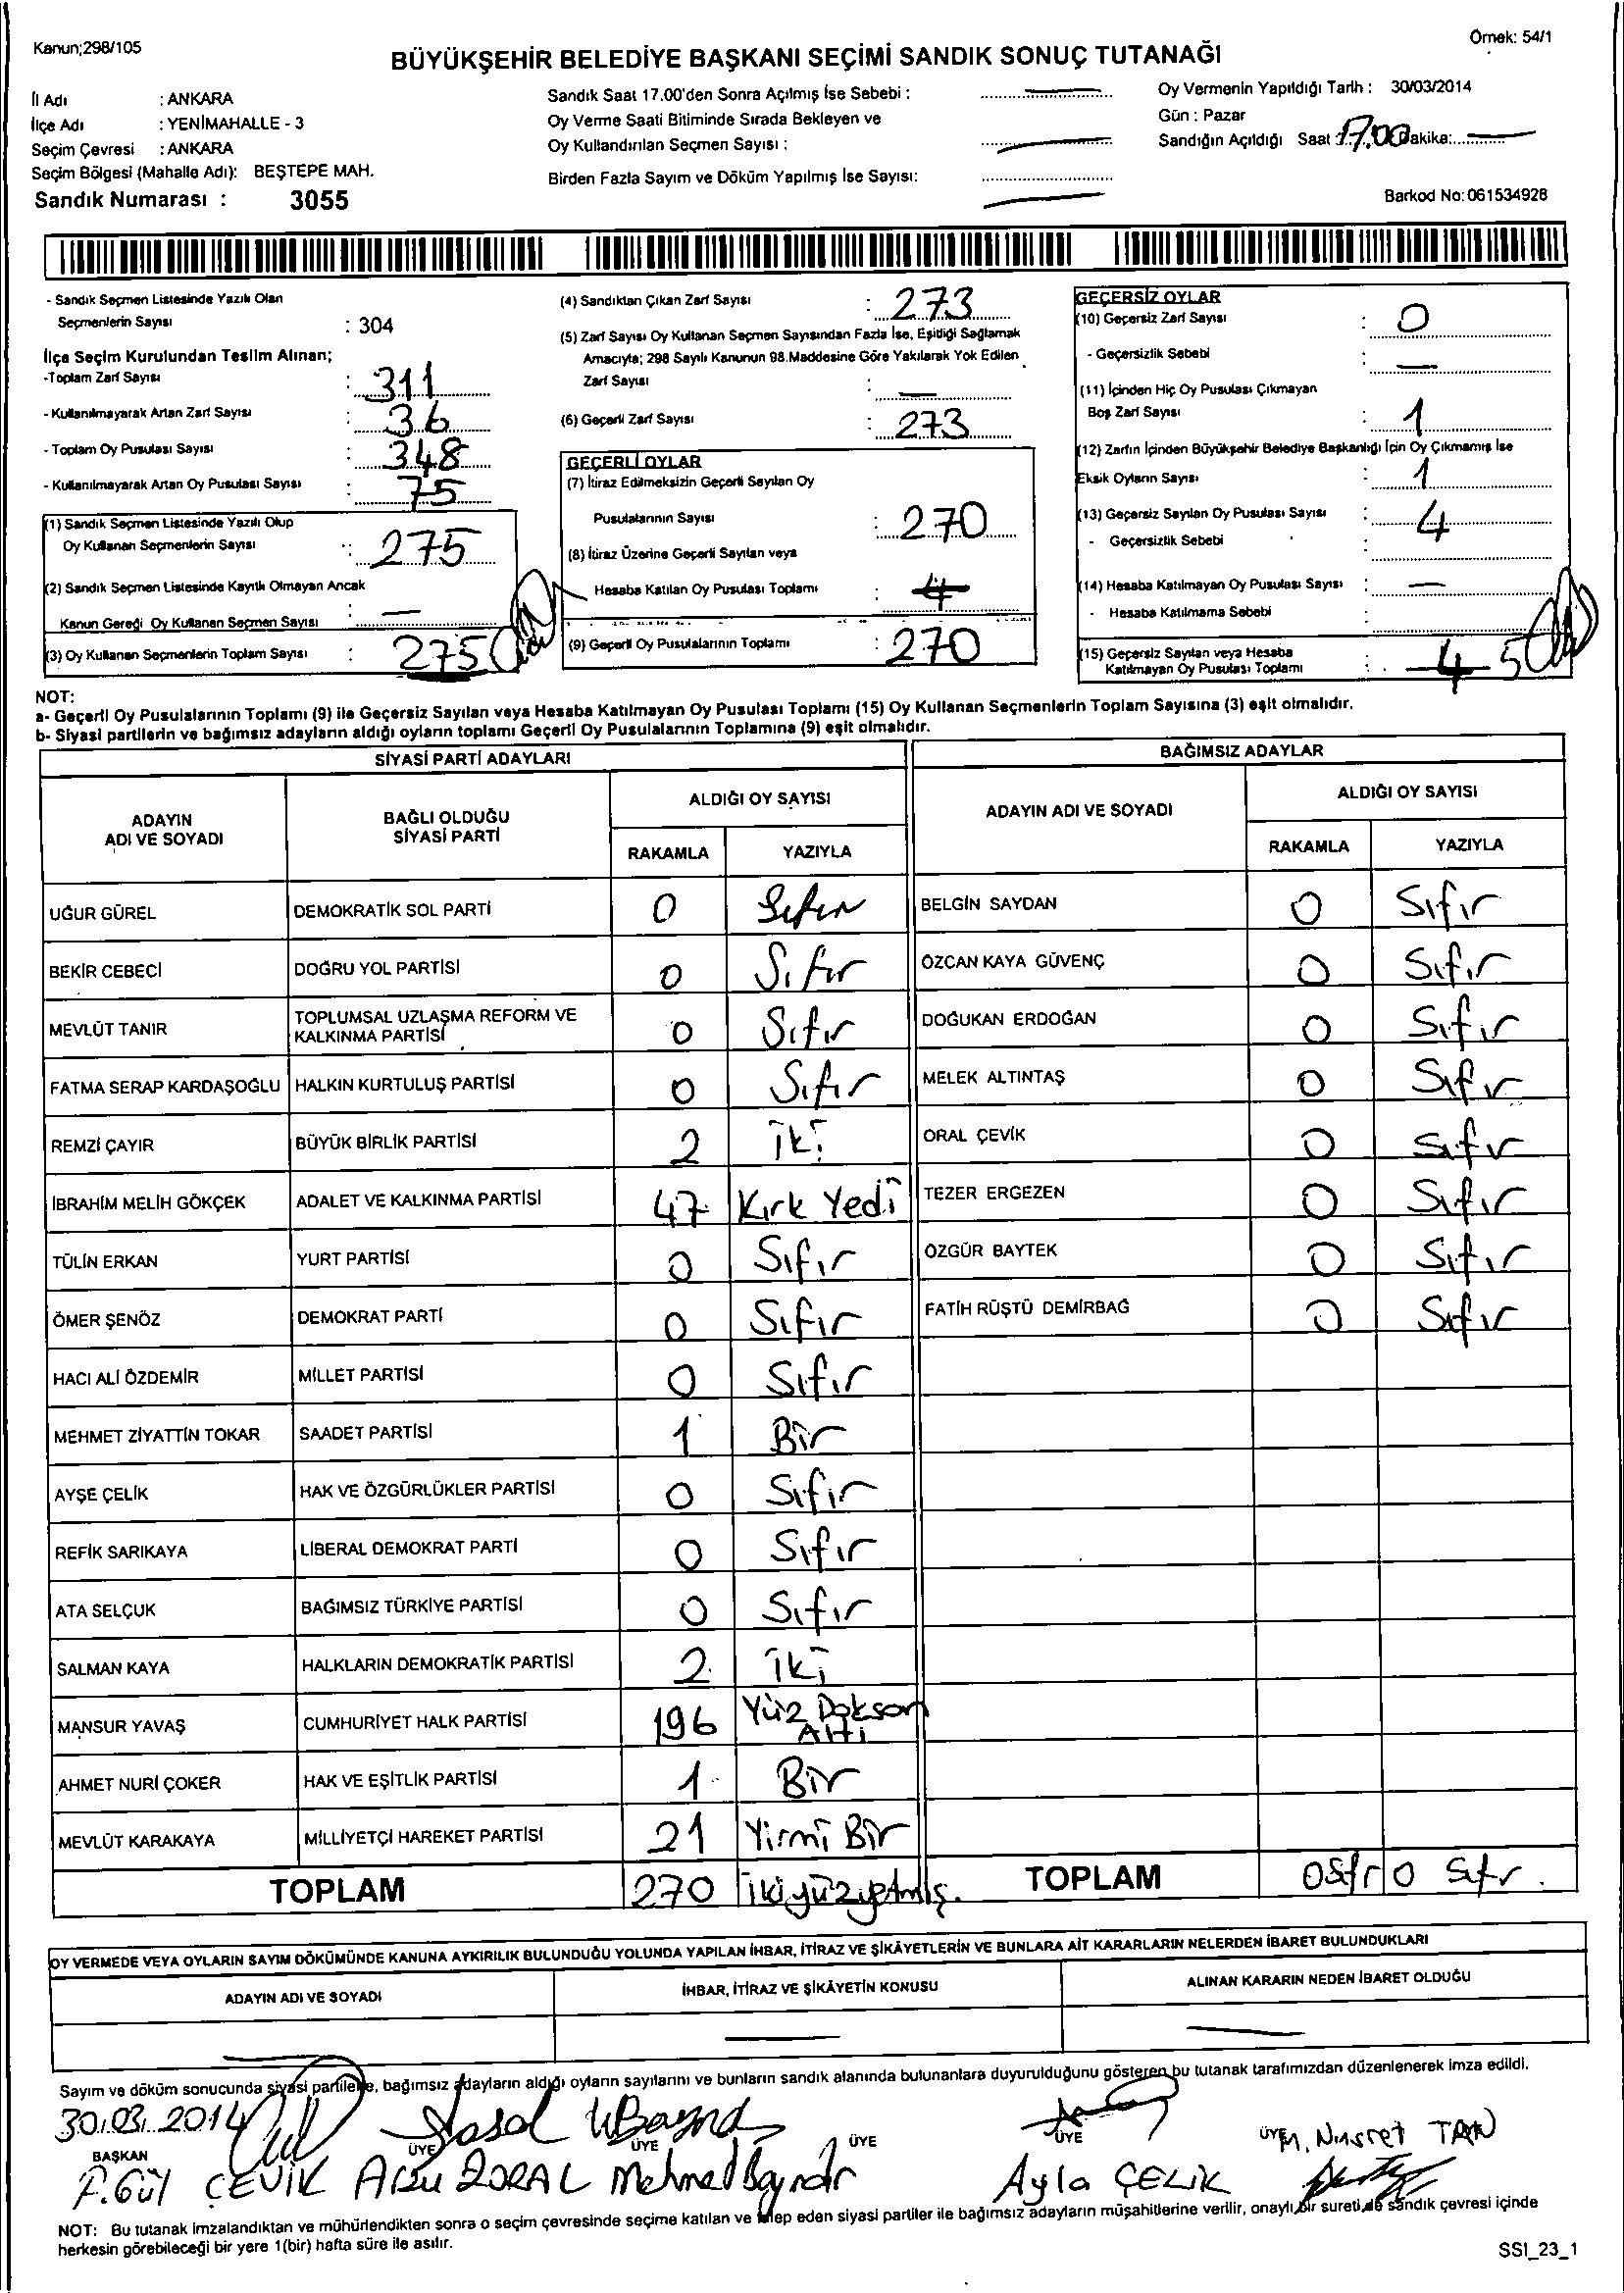 Kanun;298/105
Örnek: 54/1
BÜYÜKŞEHİR BELEDİYE BAŞKANI SEÇİMİ SANDIK SONUÇ TUTANAĞI
İl Adı : ANKARA
İlçe Adı : YENİMAHALLE - 3
Seçim Çevresi : ANKARA
Seçim Bölgesi (Mahalle Adı): BEŞTEPE MAH.
Sandık Numarası : 3055
Sandık Saat 17.00'den Sonra Açılmış İse Sebebi :
Oy Verme Saati Bitiminde Sırada Bekleyen ve
Oy Kullandırılan Seçmen Sayısı :
Birden Fazla Sayım ve Döküm Yapılmış İse Sayısı:
Oy Vermenin Yapıldığı Tarih : 30/03/2014
Gün : Pazar
Sandığın Açıldığı Saat 17.00 Dakika:
Barkod No: 061534928
- Sandık Seçmen Listesinde Yazılı Olan
Seçmenlerin Sayısı : 304
İlçe Seçim Kurulundan Teslim Alınan;
-Toplam Zarf Sayısı : 311
- Kullanılmayarak Artan Zarf Sayısı : 36
- Toplam Oy Pusulası Sayısı : 348
- Kullanılmayarak Artan Oy Pusulası Sayısı : 75
(1) Sandık Seçmen Listesinde Yazılı Olup
Oy Kullanan Seçmenlerin Sayısı : 275
(2) Sandık Seçmen Listesinde Kayıtlı Olmayan Ancak
Kanun Gereği Oy Kullanan Seçmen Sayısı : —
(3) Oy Kullanan Seçmenlerin Toplam Sayısı : 275
(4) Sandıktan Çıkan Zarf Sayısı : 273
(5) Zarf Sayısı Oy Kullanan Seçmen Sayısından Fazla İse, Eşitliği Sağlamak
Amacıyla; 298 Sayılı Kanunun 98.Maddesine Göre Yakılarak Yok Edilen
Zarf Sayısı : —
(6) Geçerli Zarf Sayısı : 273
GEÇERLİ OYLAR
(7) İtiraz Edilmeksizin Geçerli Sayılan Oy
Pusulalarının Sayısı : 270
(8) İtiraz Üzerine Geçerli Sayılan veya
Hesaba Katılan Oy Pusulası Toplamı : 4
(9) Geçerli Oy Pusulalarının Toplamı : 270
GEÇERSİZ OYLAR
(10) Geçersiz Zarf Sayısı : 0
- Geçersizlik Sebebi : —
(11) İçinden Hiç Oy Pusulası Çıkmayan
Boş Zarf Sayısı : 1
(12) Zarfın İçinden Büyükşehir Belediye Başkanlığı İçin Oy Çıkmamış İse
Eksik Oyların Sayısı : 1
(13) Geçersiz Sayılan Oy Pusulası Sayısı : 4
- Geçersizlik Sebebi :
(14) Hesaba Katılmayan Oy Pusulası Sayısı : —
- Hesaba Katılmama Sebebi :
(15) Geçersiz Sayılan veya Hesaba
Katılmayan Oy Pusulası Toplamı : 4 5
NOT:
a- Geçerli Oy Pusulalarının Toplamı (9) ile Geçersiz Sayılan veya Hesaba Katılmayan Oy Pusulası Toplamı (15) Oy Kullanan Seçmenlerin Toplam Sayısına (3) eşit olmalıdır.
b- Siyasi partilerin ve bağımsız adayların aldığı oyların toplamı Geçerli Oy Pusulalarının Toplamına (9) eşit olmalıdır.
SİYASİ PARTİ ADAYLARI
ADAYIN
ADI VE SOYADI
BAĞLI OLDUĞU
SİYASİ PARTİ
ALDIĞI OY SAYISI
RAKAMLA YAZIYLA
UĞUR GÜREL DEMOKRATİK SOL PARTİ 0 Sıfır
BEKİR CEBECİ DOĞRU YOL PARTİSİ 0 Sıfır
MEVLÜT TANIR TOPLUMSAL UZLAŞMA REFORM VE
KALKINMA PARTİSİ 0 Sıfır
FATMA SERAP KARDAŞOĞLU HALKIN KURTULUŞ PARTİSİ 0 Sıfır
REMZİ ÇAYIR BÜYÜK BİRLİK PARTİSİ 2 iki
İBRAHİM MELİH GÖKÇEK ADALET VE KALKINMA PARTİSİ 47 Kırk Yedi
TÜLİN ERKAN YURT PARTİSİ 0 Sıfır
ÖMER ŞENÖZ DEMOKRAT PARTİ 0 Sıfır
HACI ALİ ÖZDEMİR MİLLET PARTİSİ 0 Sıfır
MEHMET ZİYATTİN TOKAR SAADET PARTİSİ 1 Bir
AYŞE ÇELİK HAK VE ÖZGÜRLÜKLER PARTİSİ 0 Sıfır
REFİK SARIKAYA LİBERAL DEMOKRAT PARTİ 0 Sıfır
ATA SELÇUK BAĞIMSIZ TÜRKİYE PARTİSİ 0 Sıfır
SALMAN KAYA HALKLARIN DEMOKRATİK PARTİSİ 2 iki
MANSUR YAVAŞ CUMHURİYET HALK PARTİSİ 196 Yüz Doksan
Altı
AHMET NURİ ÇOKER HAK VE EŞİTLİK PARTİSİ 1 Bir
MEVLÜT KARAKAYA MİLLİYETÇİ HAREKET PARTİSİ 21 Yirmi Bir
TOPLAM 270 ikiyüzyetmiş.
BAĞIMSIZ ADAYLAR
ADAYIN ADI VE SOYADI
ALDIĞI OY SAYISI
RAKAMLA YAZIYLA
BELGİN SAYDAN 0 Sıfır
ÖZCAN KAYA GÜVENÇ 0 Sıfır
DOĞUKAN ERDOĞAN 0 Sıfır
MELEK ALTINTAŞ 0 Sıfır
ORAL ÇEVİK 0 Sıfır
TEZER ERGEZEN 0 Sıfır
ÖZGÜR BAYTEK 0 Sıfır
FATİH RÜŞTÜ DEMİRBAĞ 0 Sıfır
TOPLAM 0 Sıfır 0 Sıfır.
OY VERMEDE VEYA OYLARIN SAYIM DÖKÜMÜNDE KANUNA AYKIRILIK BULUNDUĞU YOLUNDA YAPILAN İHBAR, İTİRAZ VE ŞİKÂYETLERİN VE BUNLARA AİT KARARLARIN NELERDEN İBARET BULUNDUKLARI
ADAYIN ADI VE SOYADI
İHBAR, İTİRAZ VE ŞİKÂYETİN KONUSU
ALINAN KARARIN NEDEN İBARET OLDUĞU
Sayım ve döküm sonucunda siyasi partilere, bağımsız adayların aldığı oyların sayılarını ve bunların sandık alanında bulunanlara duyurulduğunu gösteren bu tutanak tarafımızdan düzenlenerek imza edildi.
30.03.2014
BAŞKAN ÜYE ÜYE ÜYE ÜYE ÜYE
M. Nusret TAN
F.Gül ÇEVİK Arzu ZORAL Mehmet Bayındır Ayla ÇELİK
NOT: Bu tutanak imzalandıktan ve mühürlendikten sonra o seçim çevresinde seçime katılan ve talep eden siyasi partiler ile bağımsız adayların müşahitlerine verilir, onaylı bir sureti de sandık çevresi içinde
herkesin görebileceği bir yere 1(bir) hafta süre ile asılır.
SSI_23_1